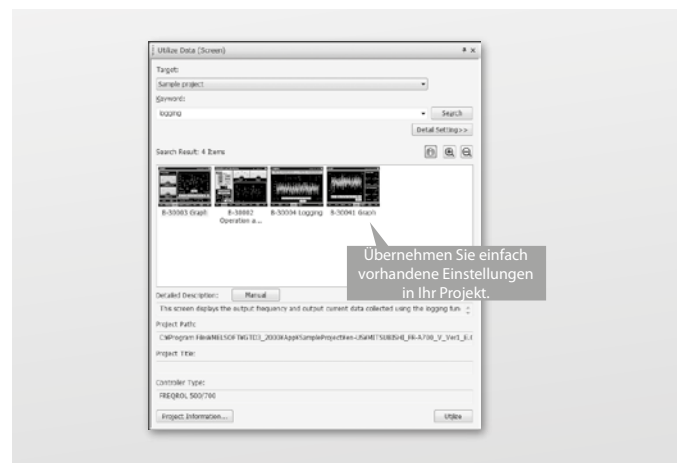 Utilize Data (Screen)
Target:
Sample project
Keyword:
logging
Search
Detail Setting>>
Search Result: 4 Items
B-30003 Graph
B-30002 Operation a...
B-30004 Logging
B-30041 Graph
Übernehmen Sie einfach
vorhandene Einstellungen
in Ihr Projekt.
Detailed Description:
Manual
This screen displays the output frequency and output current data collected using the logging fun
Project Path:
Project Title:
Controller Type:
FREQROL 500/700
Project Information...
Utilize